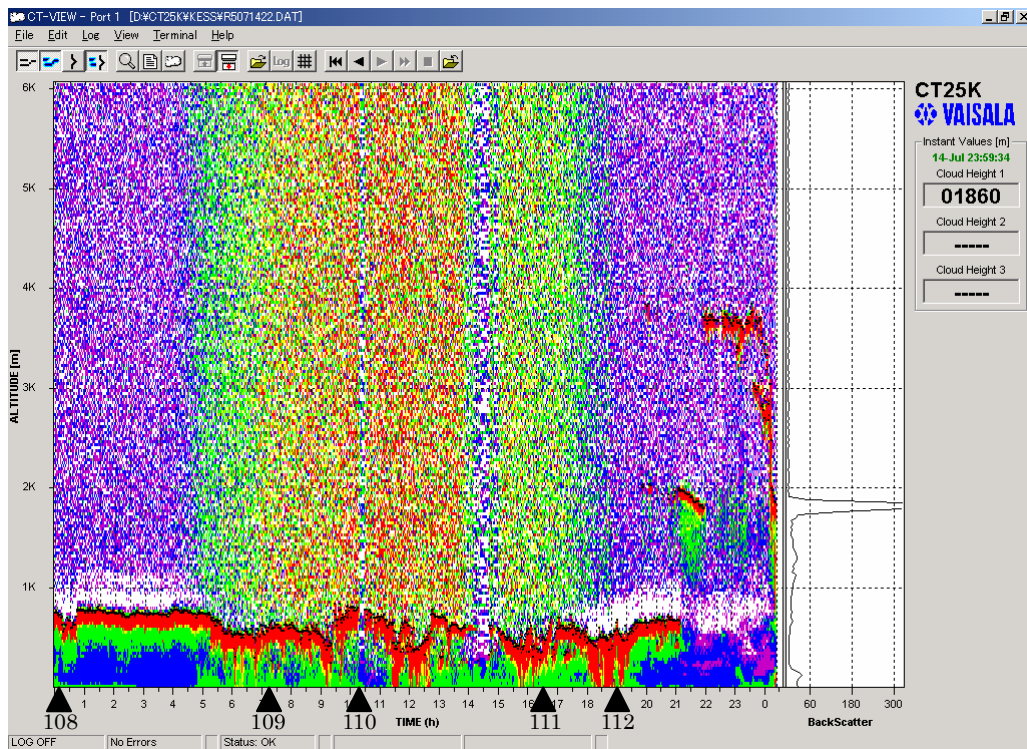 CT-VIEW - Port 1 [D:¥CT25K¥KESS¥R5071422.DAT]
File Edit Log View Terminal Help
Log
CT25K
VAISALA
Instant Values [m]
14-Jul 23:59:34
Cloud Height 1
01860
Cloud Height 2
-----
Cloud Height 3
-----
6K
5K
4K
3K
2K
1K
ALTITUDE [m]
1 2 3 4 5 6 7 8 9 10 11 12 13 14 15 16 17 18 20 21 22 23 0
60 180 300
108 109 110 TIME (h) 111 112 BackScatter
LOG OFF No Errors Status: OK